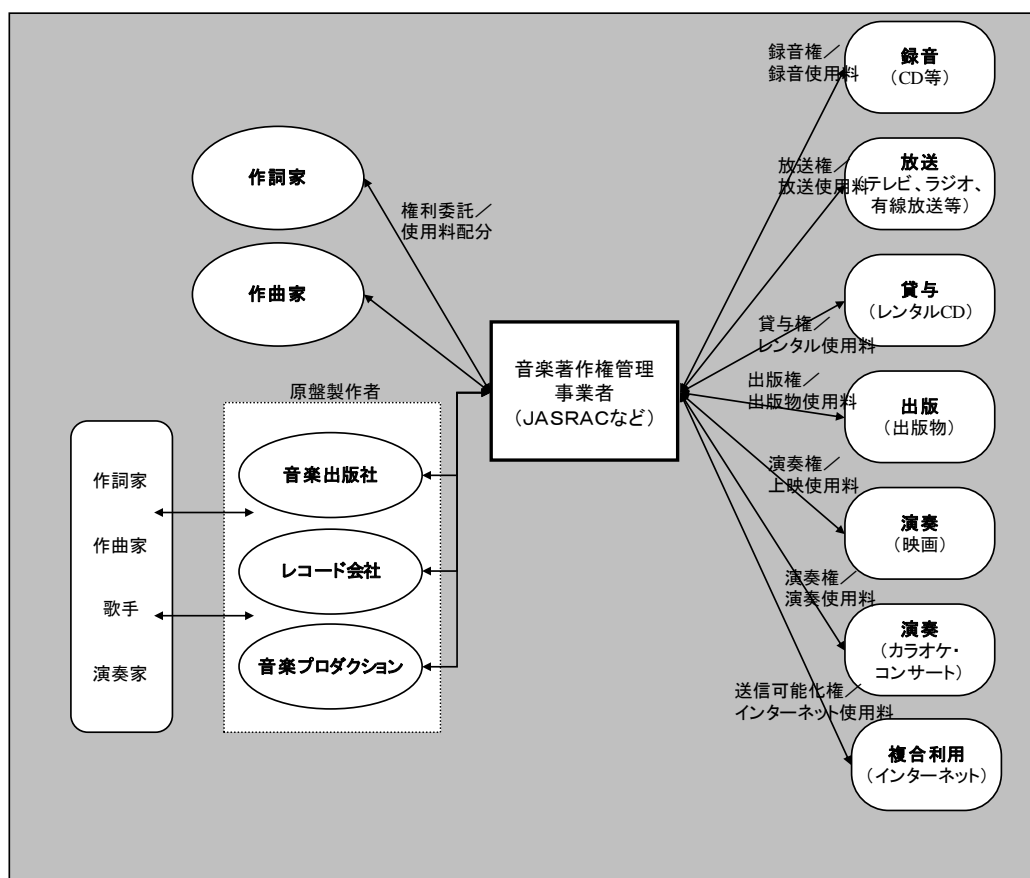 作詞家
作曲家
権利委託／
使用料配分
原盤製作者
音楽出版社
レコード会社
音楽プロダクション
作詞家
作曲家
歌手
演奏家
音楽著作権管理
事業者
（JASRACなど）
録音権／
録音使用料
録音
（CD等）
放送権／
放送使用料
放送
（テレビ、ラジオ、
有線放送等）
貸与権／
レンタル使用料
貸与
（レンタルCD）
出版権／
出版物使用料
出版
（出版物）
演奏権／
上映使用料
演奏
（映画）
演奏権／
演奏使用料
演奏
（カラオケ・
コンサート）
送信可能化権／
インターネット使用料
複合利用
（インターネット）